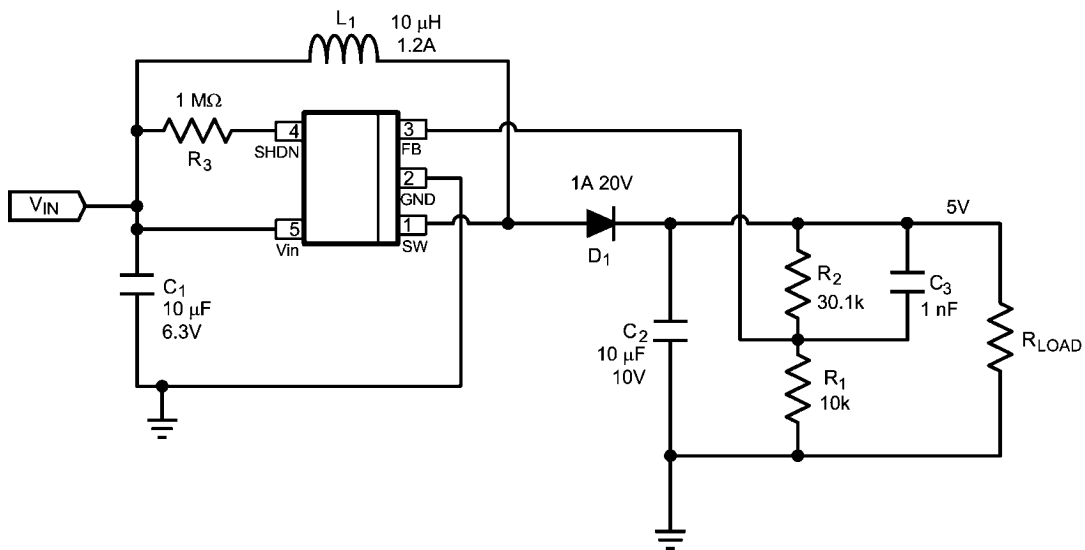 L1
10 µH
1.2A
1 MΩ
R3
4
SHDN
3
FB
2
GND
1
SW
5
Vin
VIN
C1
10 µF
6.3V
1A 20V
D1
5V
R2
30.1k
C3
1 nF
C2
10 µF
10V
R1
10k
RLOAD